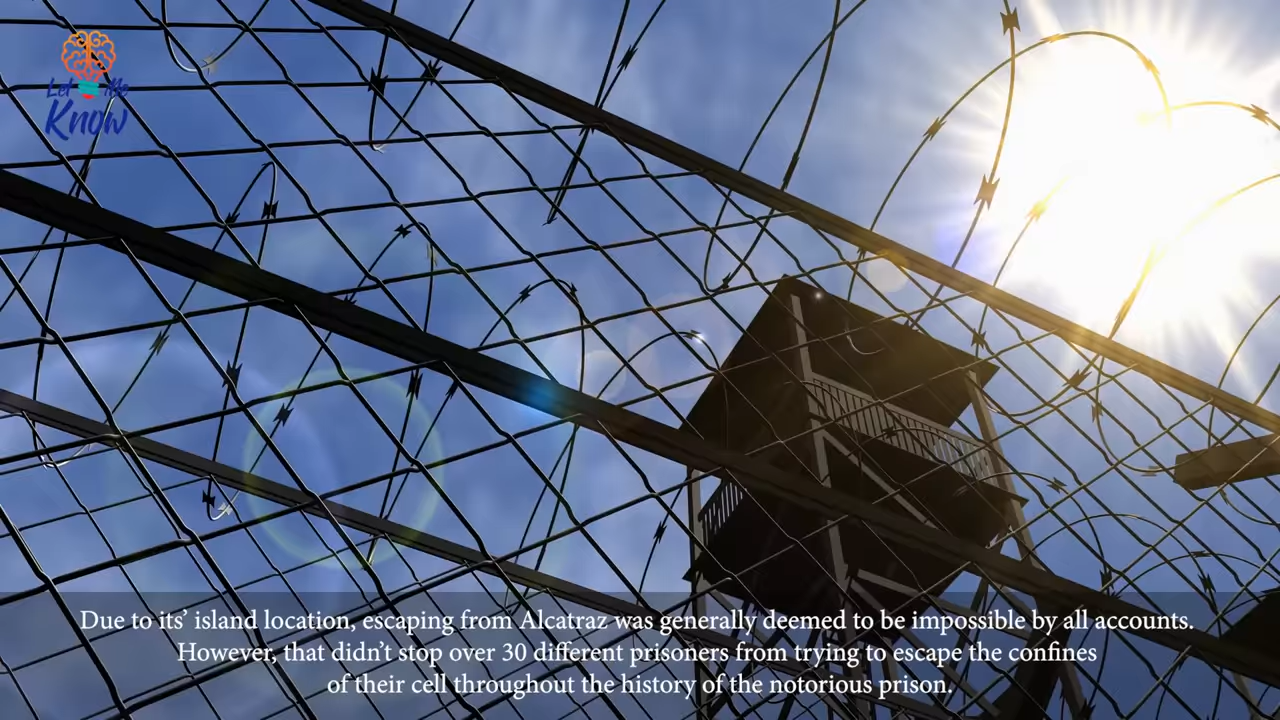 Let Me
Know
Due to its’ island location, escaping from Alcatraz was generally deemed to be impossible by all accounts.
However, that didn’t stop over 30 different prisoners from trying to escape the confines
of their cell throughout the history of the notorious prison.